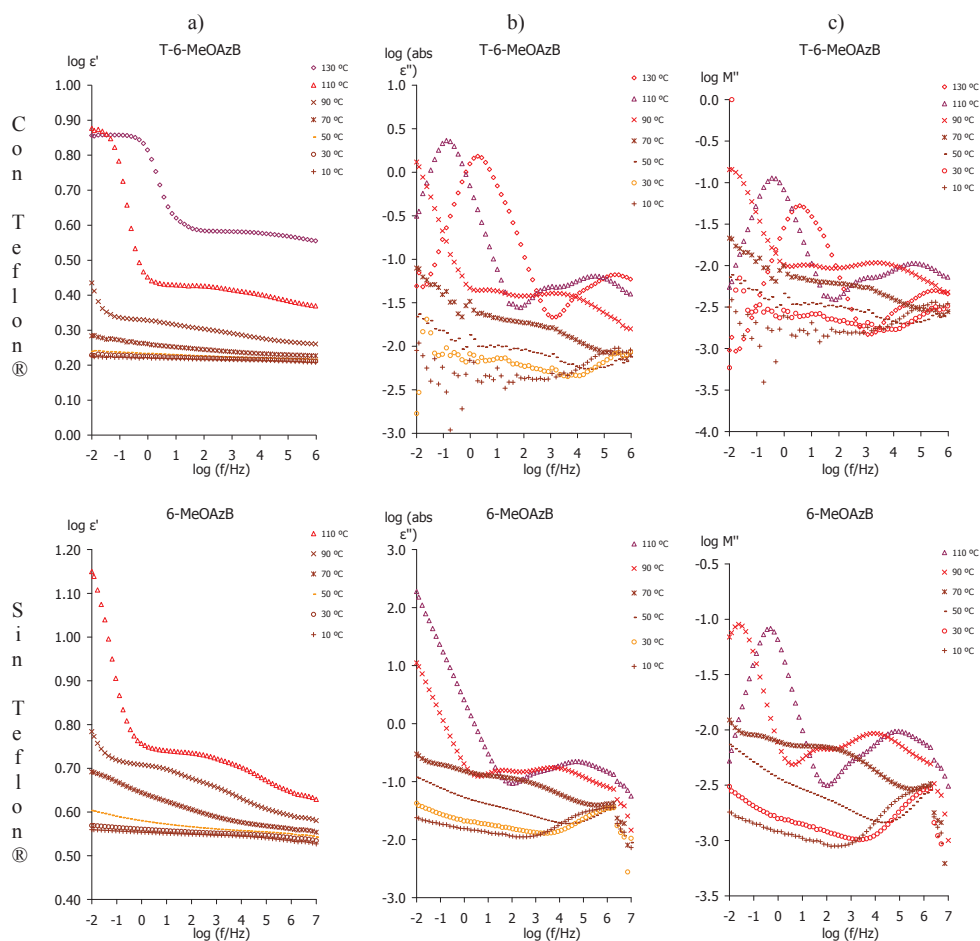 a)
b)
c)
Con Teflon®
T-6-MeOAzB
log ε'
1.00
0.90
0.80
0.70
0.60
0.50
0.40
0.30
0.20
0.10
0.00
-2 -1 0 1 2 3 4 5 6
log (f/Hz)
130 ºC
110 ºC
90 ºC
70 ºC
50 ºC
30 ºC
10 ºC
T-6-MeOAzB
log (abs
ε'')
1.0
0.5
0.0
-0.5
-1.0
-1.5
-2.0
-2.5
-3.0
-2 -1 0 1 2 3 4 5 6
log (f/Hz)
130 ºC
110 ºC
90 ºC
70 ºC
50 ºC
30 ºC
10 ºC
T-6-MeOAzB
log M''
0.0
-0.5
-1.0
-1.5
-2.0
-2.5
-3.0
-3.5
-4.0
-2 -1 0 1 2 3 4 5 6
log (f/Hz)
130 ºC
110 ºC
90 ºC
70 ºC
50 ºC
30 ºC
10 ºC
Sin Teflon®
6-MeOAzB
log ε'
1.20
1.10
1.00
0.90
0.80
0.70
0.60
0.50
0.40
-2 -1 0 1 2 3 4 5 6 7
log (f/Hz)
110 ºC
90 ºC
70 ºC
50 ºC
30 ºC
10 ºC
6-MeOAzB
log (abs
ε'')
3.0
2.0
1.0
0.0
-1.0
-2.0
-3.0
-2 -1 0 1 2 3 4 5 6 7
log (f/Hz)
110 ºC
90 ºC
70 ºC
50 ºC
30 ºC
10 ºC
6-MeOAzB
log M''
-0.5
-1.0
-1.5
-2.0
-2.5
-3.0
-3.5
-2 -1 0 1 2 3 4 5 6 7
log (f/Hz)
110 ºC
90 ºC
70 ºC
50 ºC
30 ºC
10 ºC